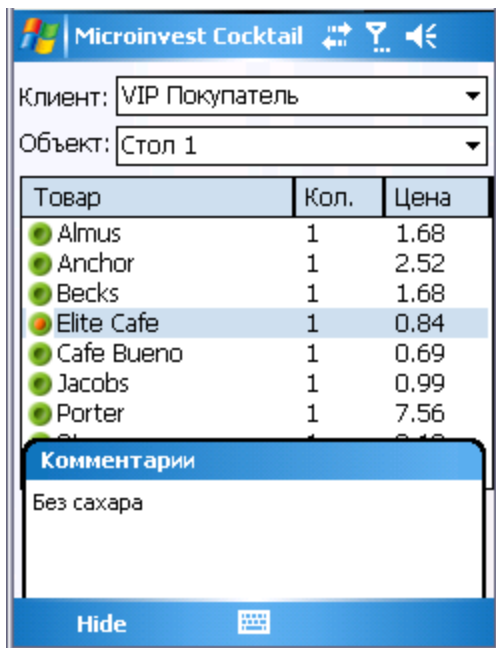 Microinvest Cocktail
Клиент: VIP Покупатель
Объект: Стол 1
Товар Кол. Цена
Almus 1 1.68
Anchor 1 2.52
Becks 1 1.68
Elite Cafe 1 0.84
Cafe Bueno 1 0.69
Jacobs 1 0.99
Porter 1 7.56
Комментарии
Без сахара
Hide